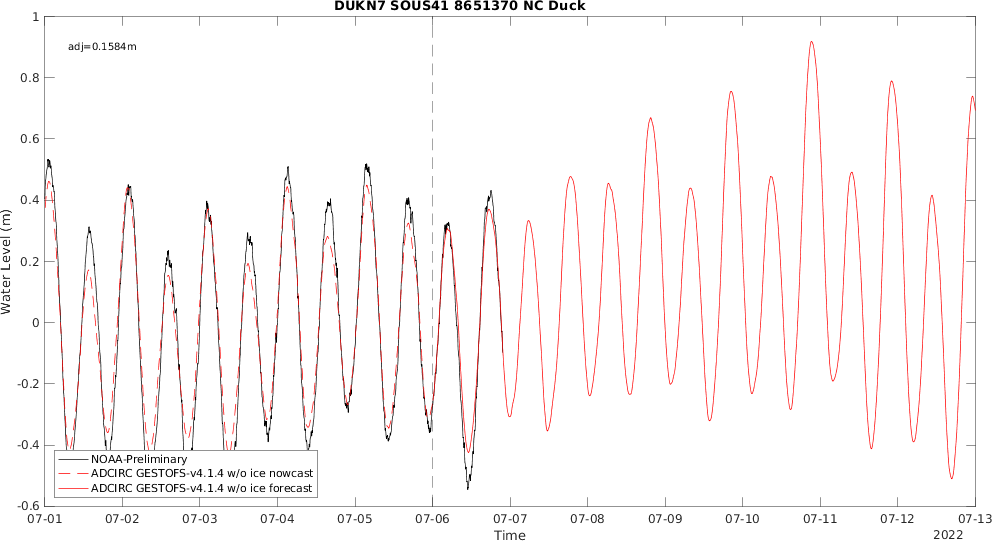 DUKN7 SOUS41 8651370 NC Duck
adj=0.1584m
1
0.8
0.6
0.4
0.2
0
-0.2
-0.4
-0.6
Water Level (m)
NOAA-Preliminary
ADCIRC GESTOFS-v4.1.4 w/o ice nowcast
ADCIRC GESTOFS-v4.1.4 w/o ice forecast
07-01 07-02 07-03 07-04 07-05 07-06 07-07 07-08 07-09 07-10 07-11 07-12 07-13
Time
2022